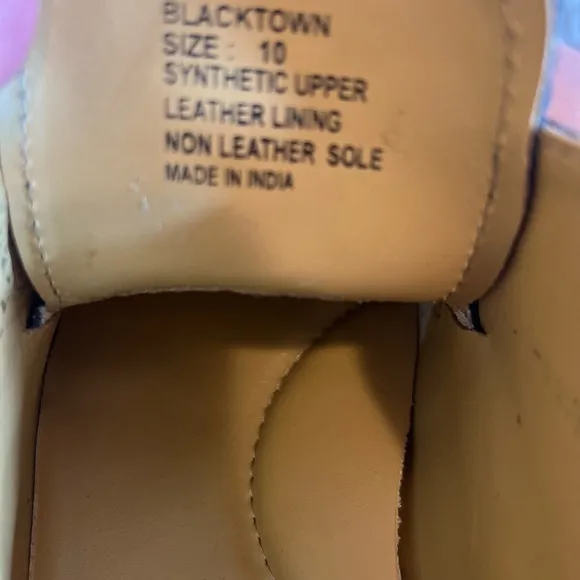 BLACKTOWN
SIZE : 10
SYNTHETIC UPPER
LEATHER LINING
NON LEATHER SOLE
MADE IN INDIA